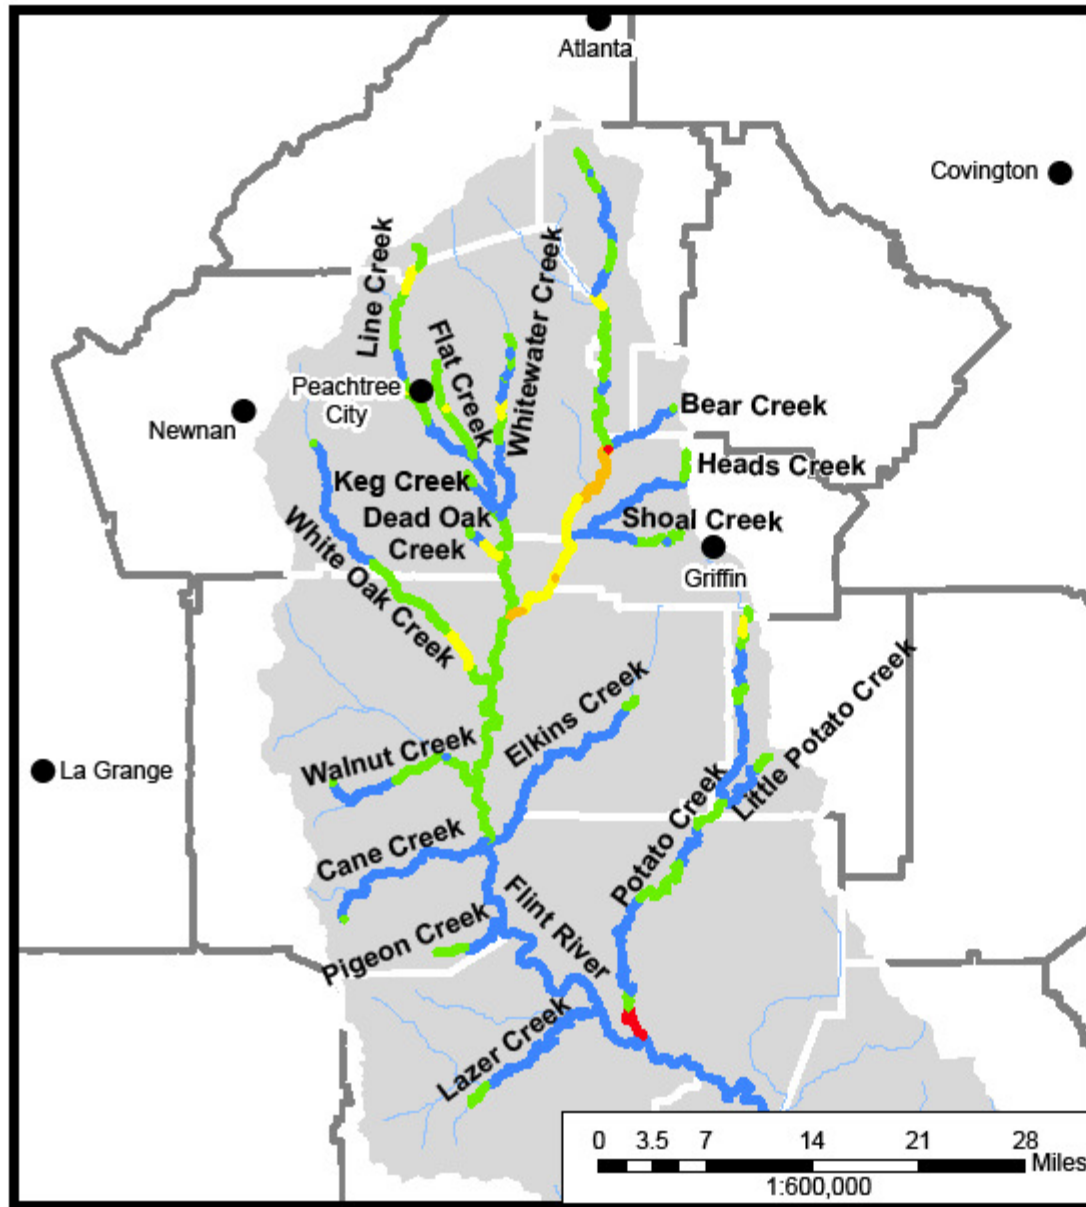 Atlanta
Covington
Line Creek
Whitewater Creek
Flat Creek
Peachtree
City
Newnan
Bear Creek
Keg Creek
Heads Creek
Dead Oak
Creek
Shoal Creek
White Oak Creek
Griffin
Elkins Creek
Little Potato Creek
Walnut Creek
La Grange
Potato Creek
Cane Creek
Flint River
Pigeon Creek
Lazer Creek
0 3.5 7 14 21 28
Miles
1:600,000